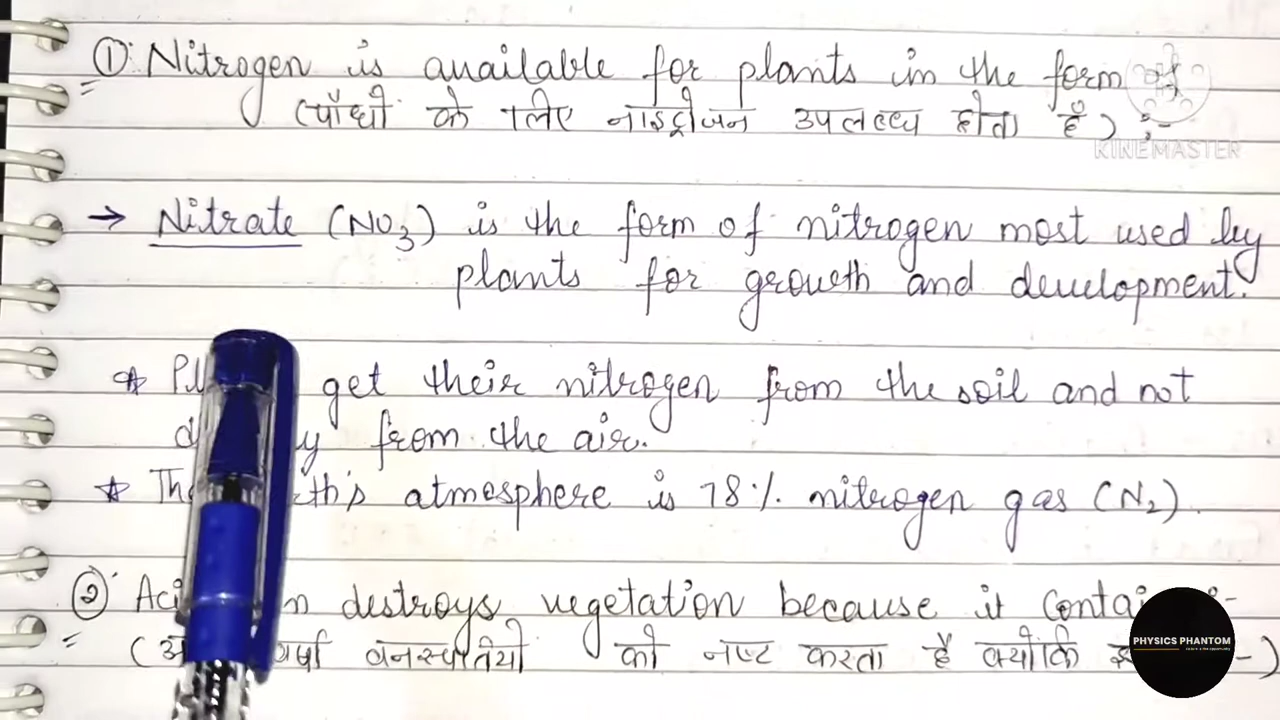 ① Nitrogen is available for plants in the form of
(पौधों के लिए नाइट्रोजन उपलब्ध होता है) :-
KINEMASTER
→ Nitrate (NO3) is the form of nitrogen most used by
plants for growth and development.
☆ get their nitrogen from the soil and not
from the air.
☆ atmosphere is 78% nitrogen gas (N2).
② destroys vegetation because it
वनस्पतियों को नष्ट करता है क्योंकि
PHYSICS PHANTOM